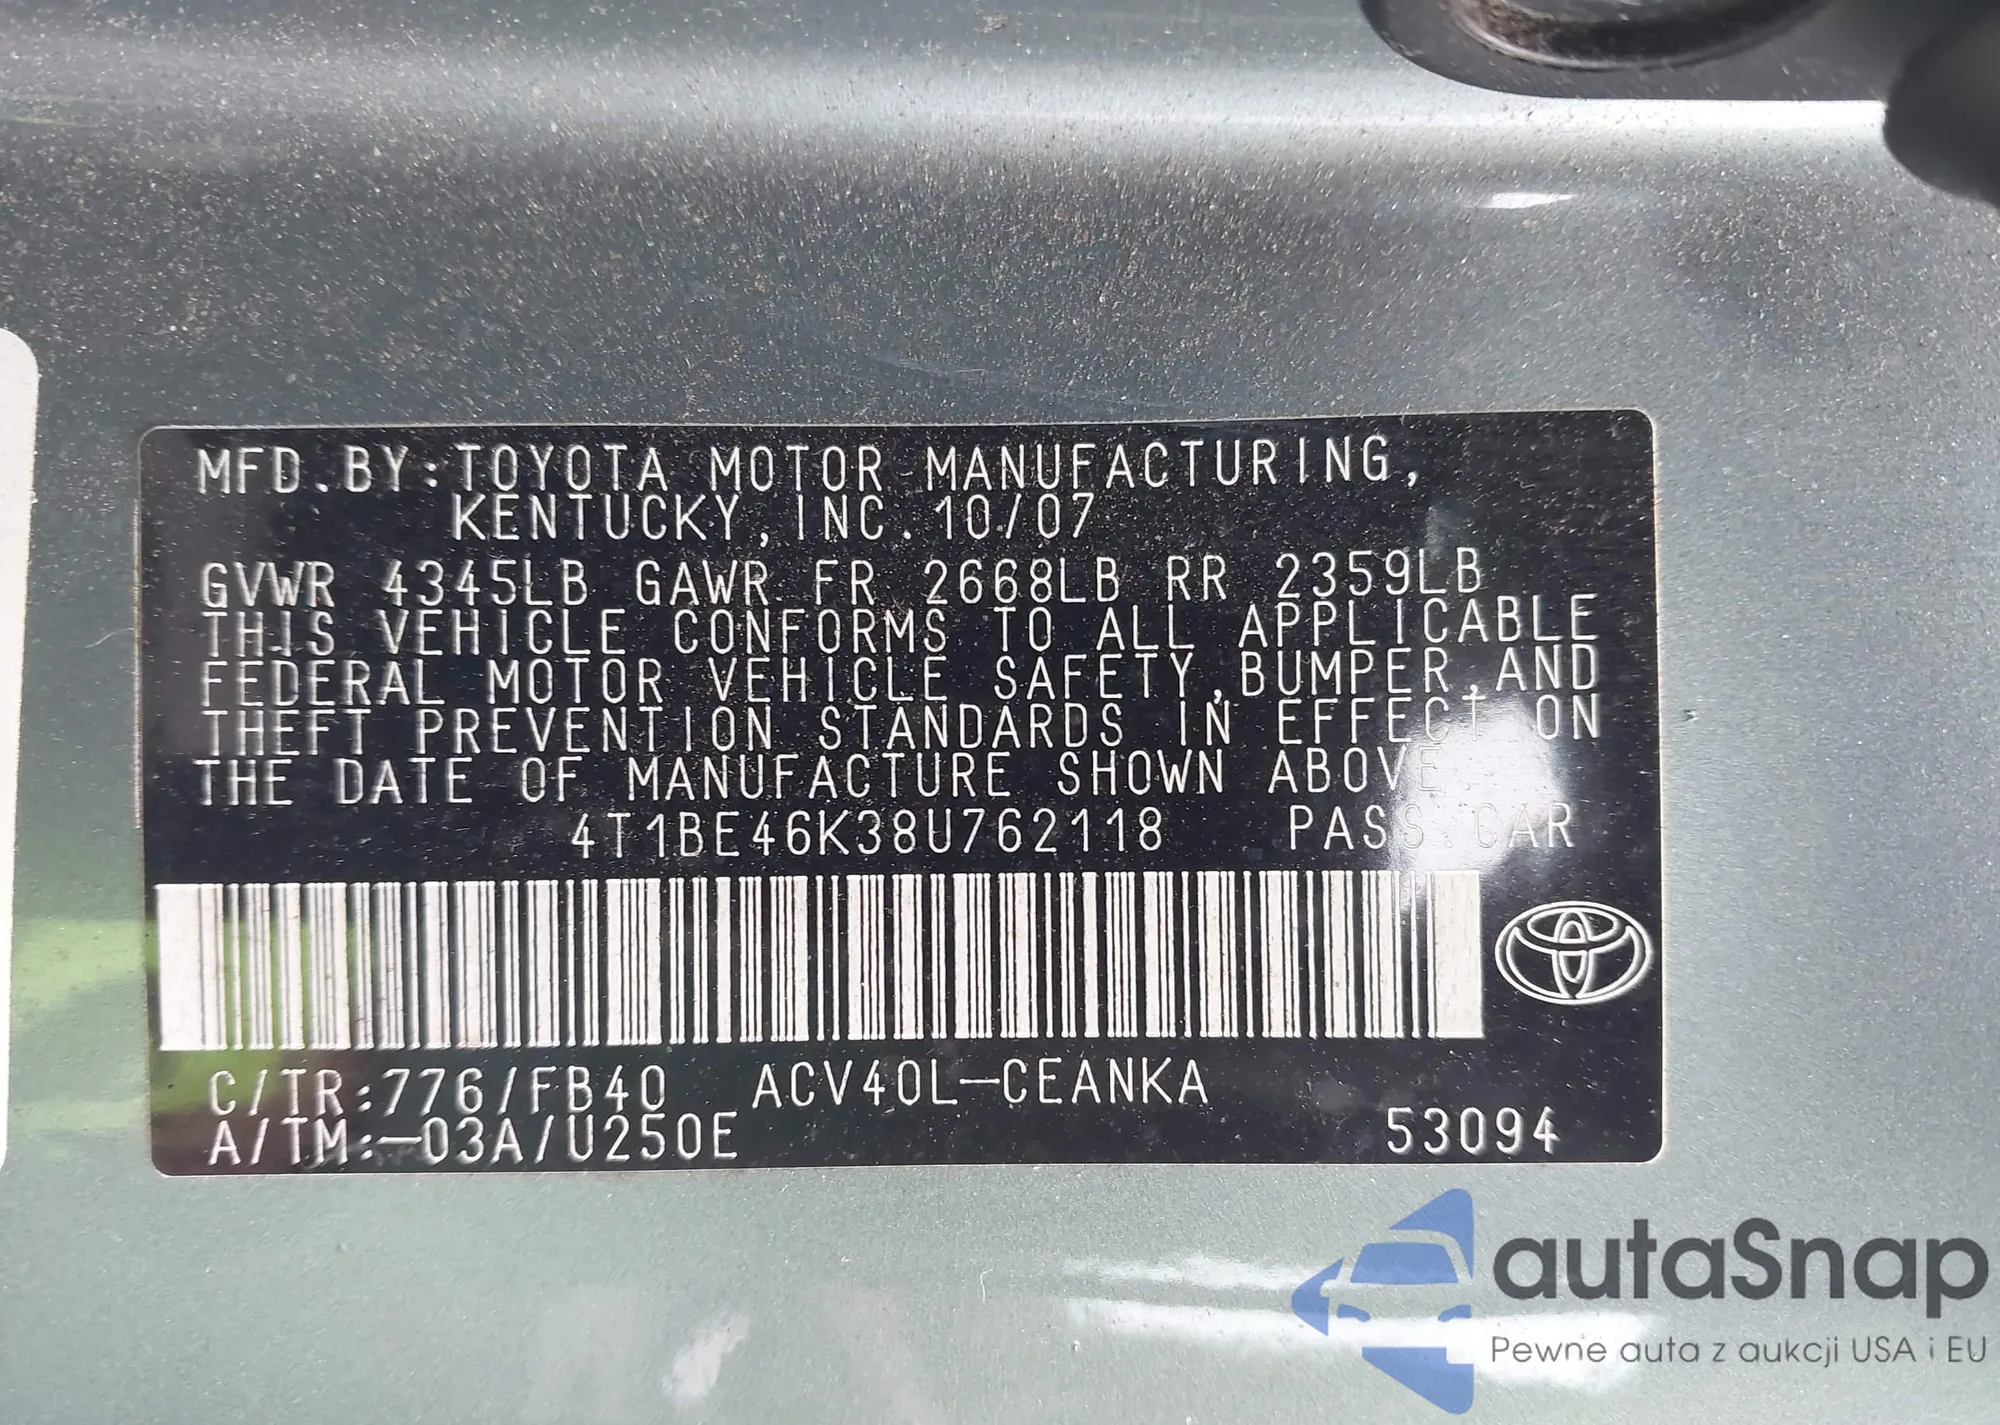 MFD.BY:TOYOTA MOTOR MANUFACTURING,
KENTUCKY,INC.10/07
GVWR 4345LB GAWR FR 2668LB RR 2359LB
THIS VEHICLE CONFORMS TO ALL APPLICABLE
FEDERAL MOTOR VEHICLE SAFETY,BUMPER,AND
THEFT PREVENTION STANDARDS IN EFFECT ON
THE DATE OF MANUFACTURE SHOWN ABOVE
4T1BE46K38U762118 PASS.CAR
C/TR:776/FB40 ACV40L-CEANKA
A/TM:-03A/U250E 53094
autaSnap
Pewne auta z aukcji USA i EU